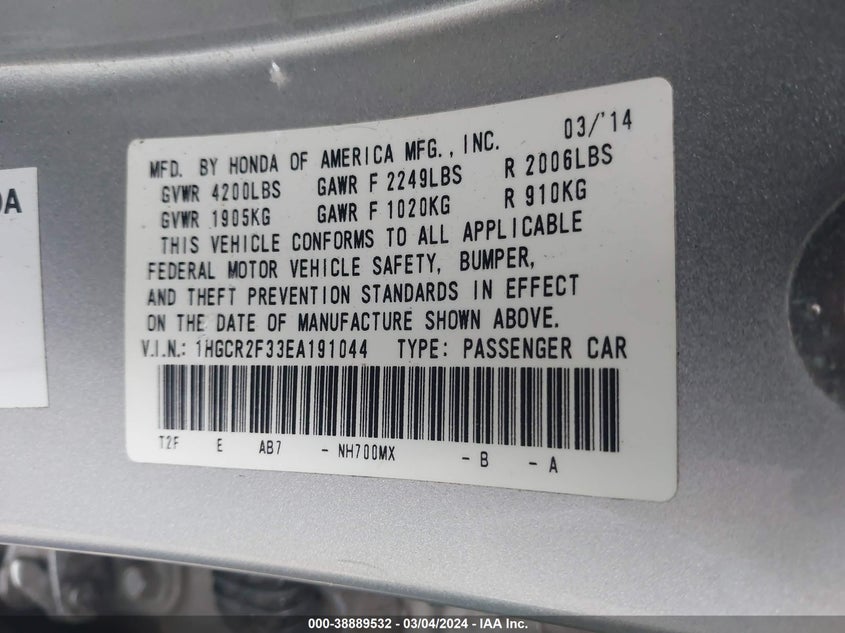 03/'14
MFD. BY HONDA OF AMERICA MFG., INC.
GVWR 4200LBS GAWR F 2249LBS R 2006LBS
GVWR 1905KG GAWR F 1020KG R 910KG
THIS VEHICLE CONFORMS TO ALL APPLICABLE
FEDERAL MOTOR VEHICLE SAFETY, BUMPER,
AND THEFT PREVENTION STANDARDS IN EFFECT
ON THE DATE OF MANUFACTURE SHOWN ABOVE.
V.I.N.: 1HGCR2F33EA191044 TYPE: PASSENGER CAR
T2F E AB7 - NH700MX - B - A
000-38889532 - 03/04/2024 - IAA Inc.